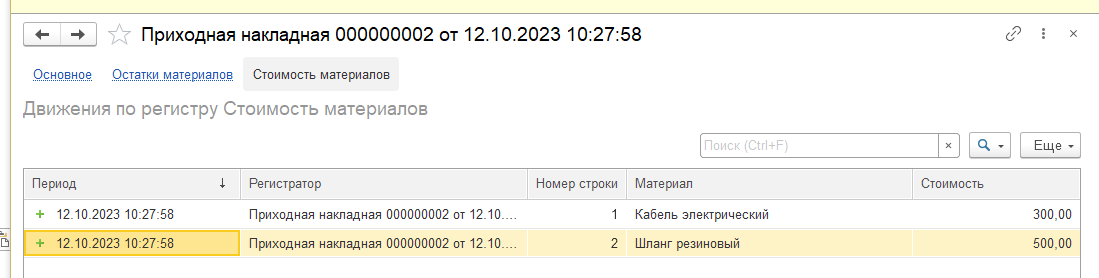 Приходная накладная 000000002 от 12.10.2023 10:27:58
Основное Остатки материалов Стоимость материалов
Движения по регистру Стоимость материалов
Поиск (Ctrl+F) × Еще
Период ↓ Регистратор Номер строки Материал Стоимость
12.10.2023 10:27:58 Приходная накладная 000000002 от 12.10.... 1 Кабель электрический 300,00
12.10.2023 10:27:58 Приходная накладная 000000002 от 12.10.... 2 Шланг резиновый 500,00